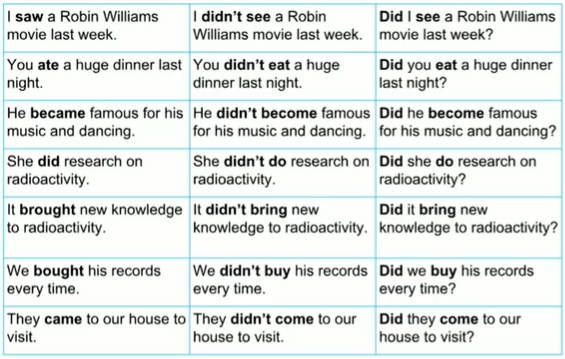 I saw a Robin Williams
movie last week.
I didn't see a Robin
Williams movie last week.
Did I see a Robin Williams
movie last week?
You ate a huge dinner last
night.
You didn't eat a huge
dinner last night.
Did you eat a huge dinner
last night?
He became famous for his
music and dancing.
He didn't become famous
for his music and dancing.
Did he become famous
for his music and dancing?
She did research on
radioactivity.
She didn't do research on
radioactivity.
Did she do research on
radioactivity?
It brought new knowledge
to radioactivity.
It didn't bring new
knowledge to radioactivity.
Did it bring new
knowledge to radioactivity?
We bought his records
every time.
We didn't buy his records
every time.
Did we buy his records
every time?
They came to our house to
visit.
They didn't come to our
house to visit.
Did they come to our
house to visit?